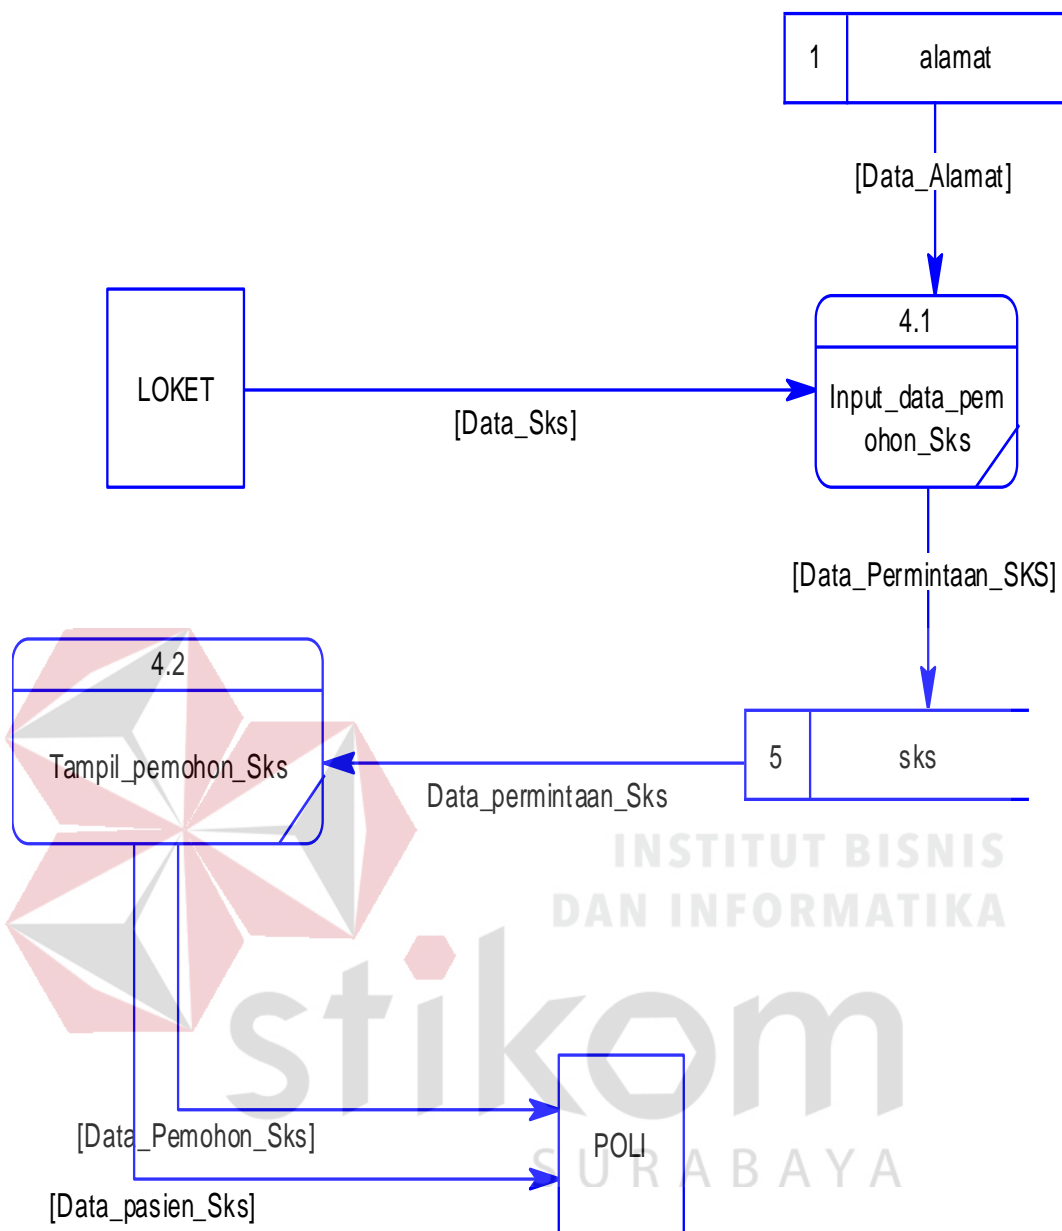 1
alamat
[Data_Alamat]
4.1
Input_data_pem
ohon_Sks
LOKET
[Data_Sks]
[Data_Permintaan_SKS]
4.2
Tampil_pemohon_Sks
5
sks
Data_permintaan_Sks
INSTITUT BISNIS
DAN INFORMATIKA
stikom
SURABAYA
POLI
[Data_Pemohon_Sks]
[Data_pasien_Sks]